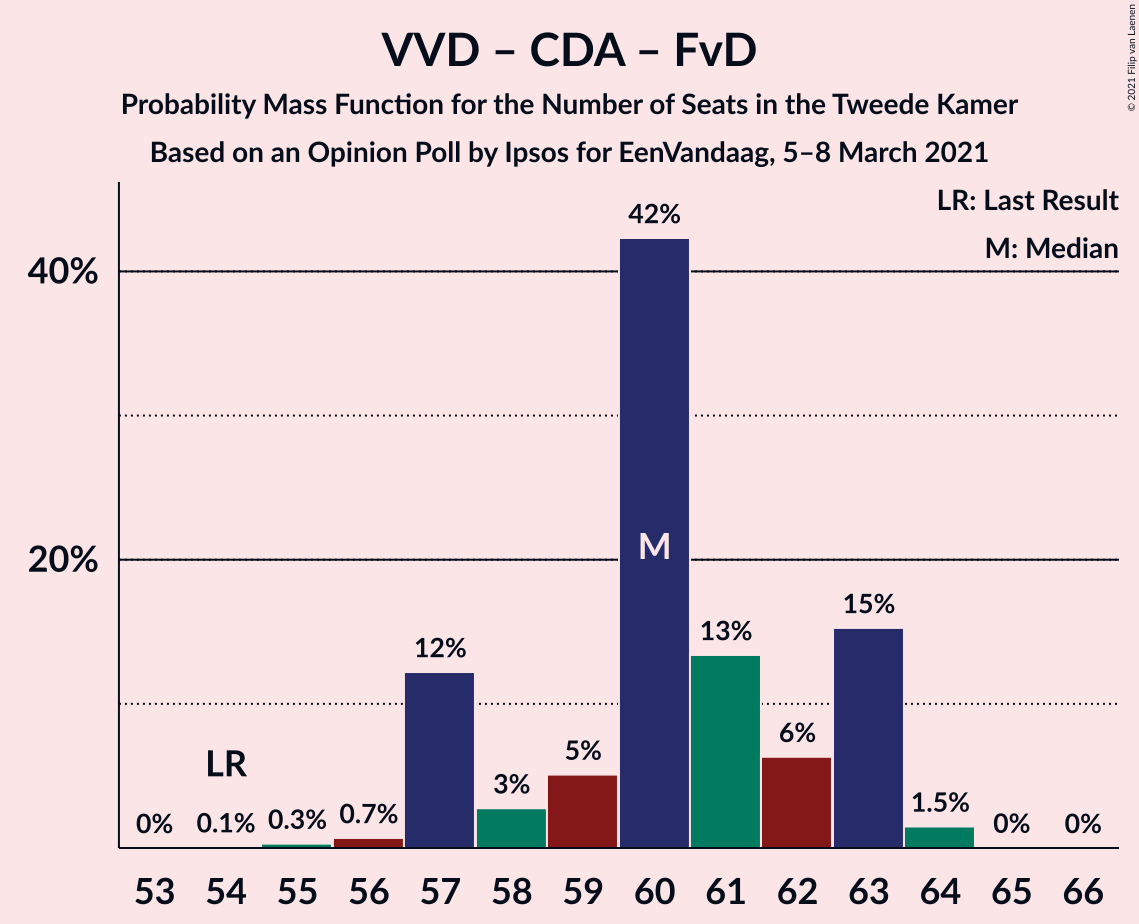 VVD – CDA – FvD
Probability Mass Function for the Number of Seats in the Tweede Kamer
Based on an Opinion Poll by Ipsos for EenVandaag, 5–8 March 2021
© 2021 Filip van Laenen
LR: Last Result
M: Median
40%
20%
0%
0.1%
0.3%
0.7%
12%
3%
5%
42%
13%
6%
15%
1.5%
0%
0%
LR
M
53 54 55 56 57 58 59 60 61 62 63 64 65 66